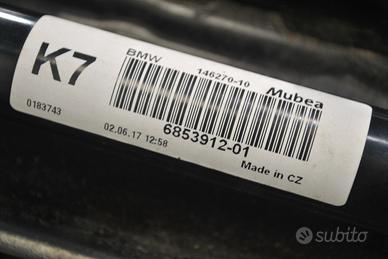 K7
BMW
146270-10
Mubea
0183743
02.06.17 12:58
6853912-01
Made in CZ
subito